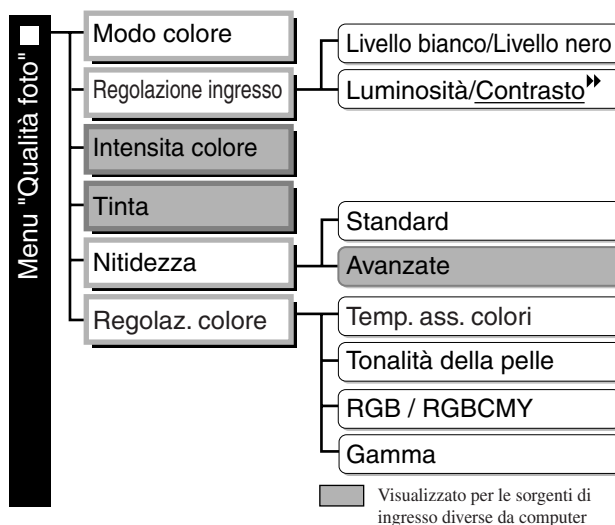 Menu "Qualità foto"
Modo colore
Regolazione ingresso
Livello bianco/Livello nero
Luminosità/Contrasto
Intensita colore
Tinta
Nitidezza
Standard
Avanzate
Regolaz. colore
Temp. ass. colori
Tonalità della pelle
RGB / RGBCMY
Gamma
Visualizzato per le sorgenti di
ingresso diverse da computer